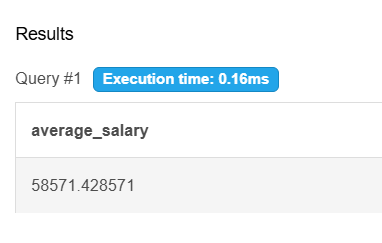 Results
Query #1 Execution time: 0.16ms
average_salary
58571.428571